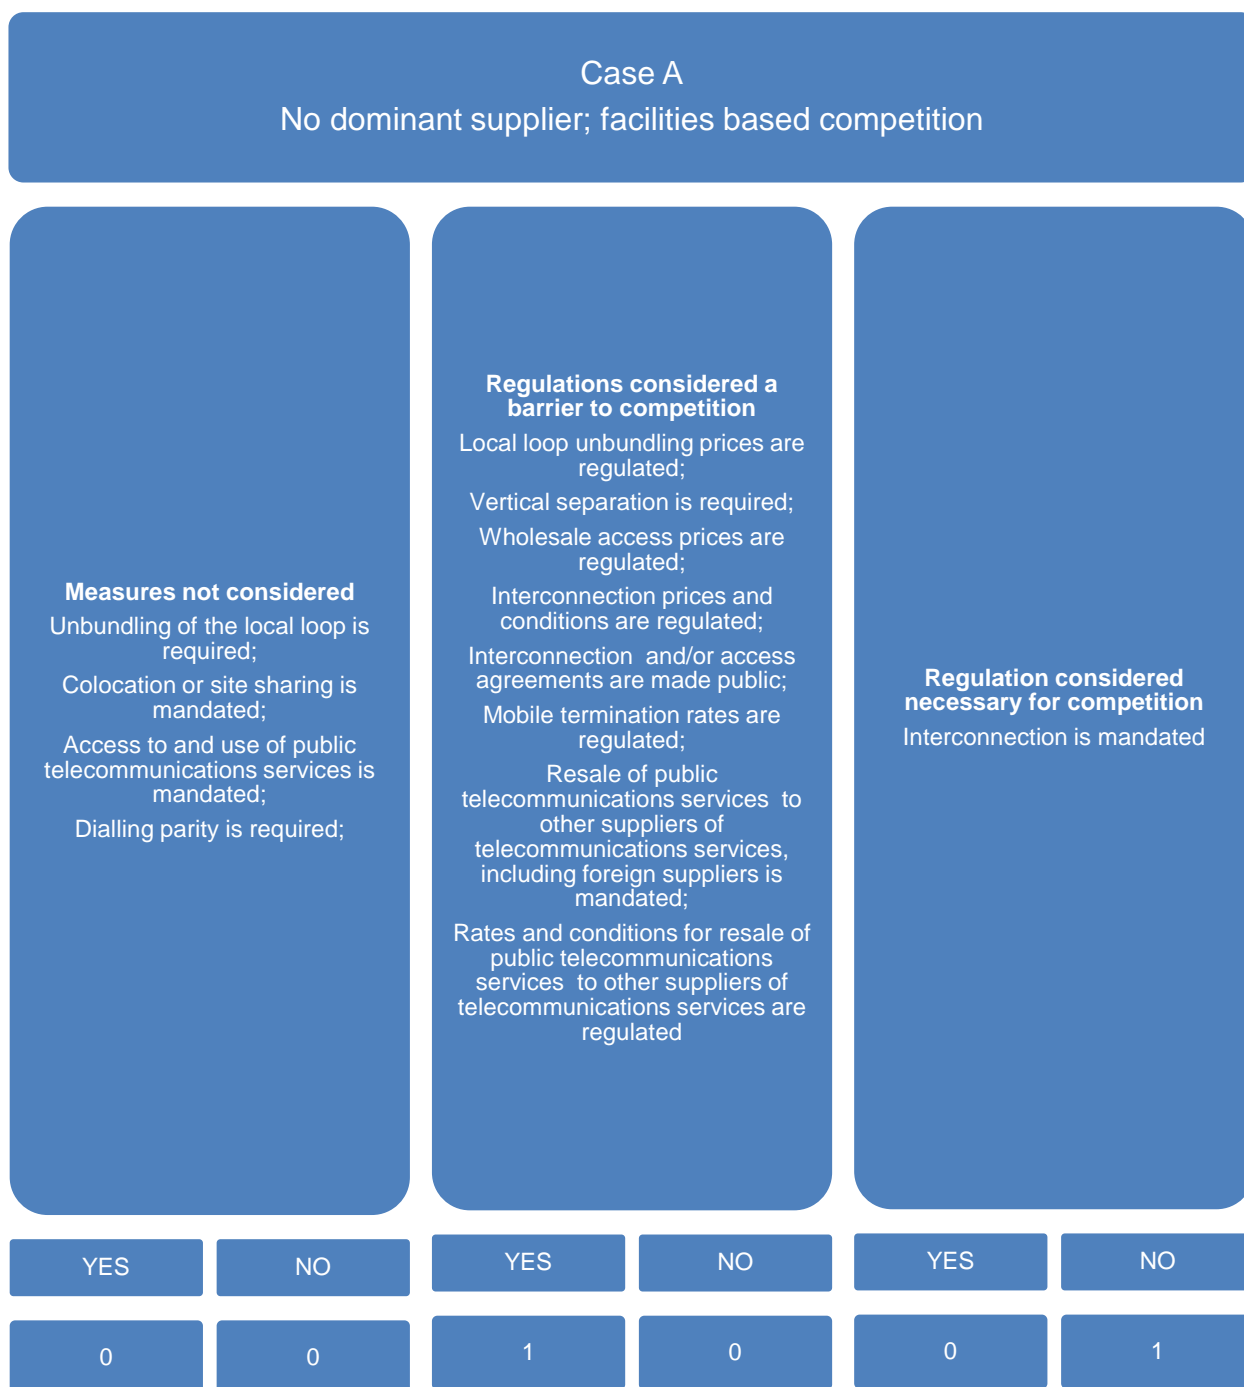 Case A
No dominant supplier; facilities based competition
Measures not considered
Unbundling of the local loop is
required;
Colocation or site sharing is
mandated;
Access to and use of public
telecommunications services is
mandated;
Dialling parity is required;
Regulations considered a
barrier to competition
Local loop unbundling prices are
regulated;
Vertical separation is required;
Wholesale access prices are
regulated;
Interconnection prices and
conditions are regulated;
Interconnection and/or access
agreements are made public;
Mobile termination rates are
regulated;
Resale of public
telecommunications services to
other suppliers of
telecommunications services,
including foreign suppliers is
mandated;
Rates and conditions for resale of
public telecommunications
services to other suppliers of
telecommunications services are
regulated
Regulation considered
necessary for competition
Interconnection is mandated
YES NO YES NO YES NO
0 0 1 0 0 1